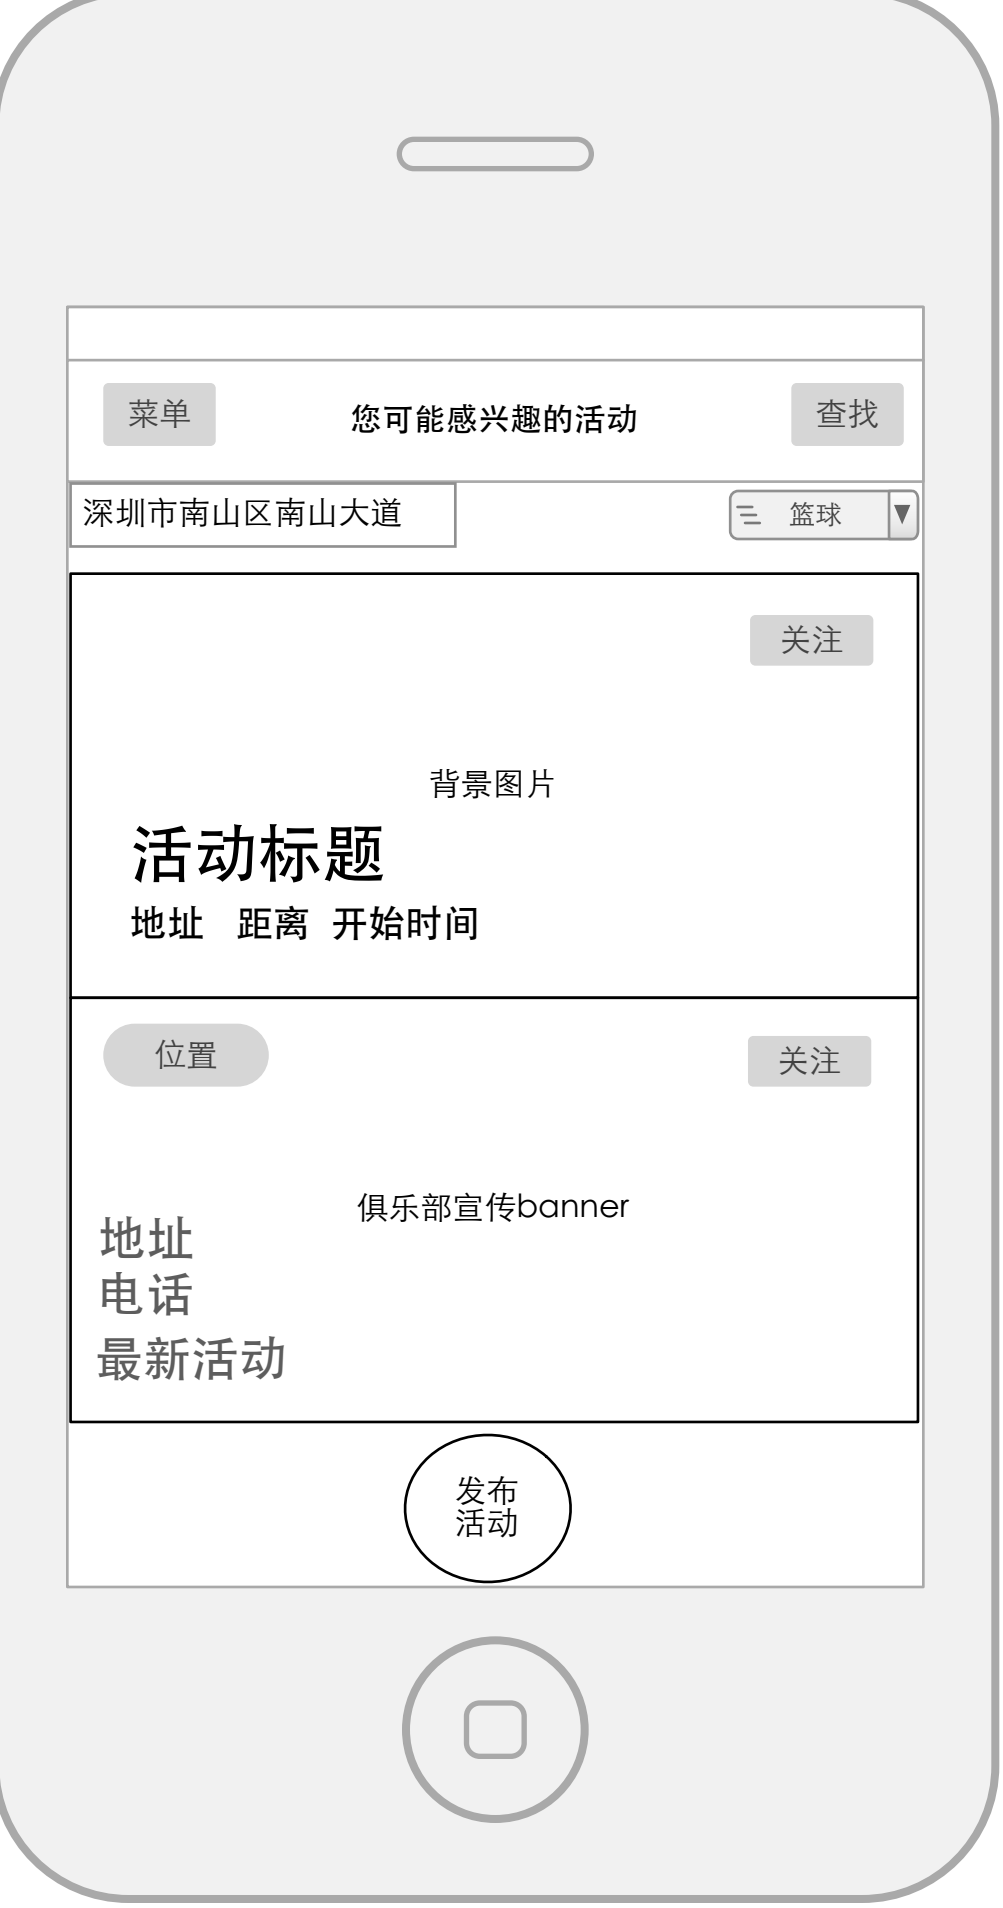 菜单 您可能感兴趣的活动 查找
深圳市南山区南山大道 篮球
关注
背景图片
活动标题
地址 距离 开始时间
位置 关注
俱乐部宣传banner
地址
电话
最新活动
发布
活动